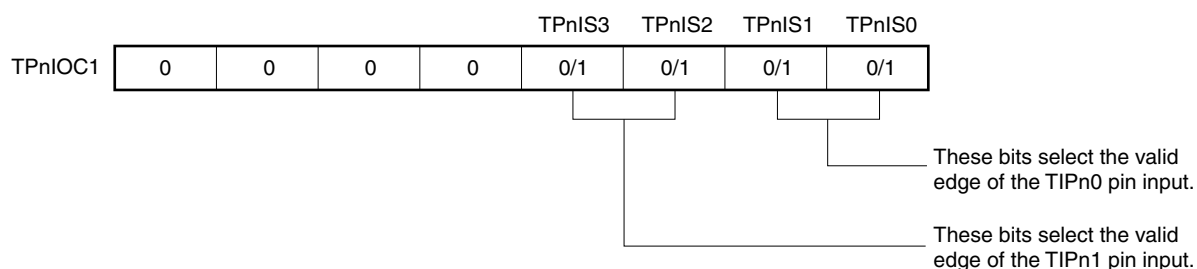 TPnIS3 TPnIS2 TPnIS1 TPnIS0
TPnIOC1 0 0 0 0 0/1 0/1 0/1 0/1
These bits select the valid
edge of the TIPn0 pin input.
These bits select the valid
edge of the TIPn1 pin input.